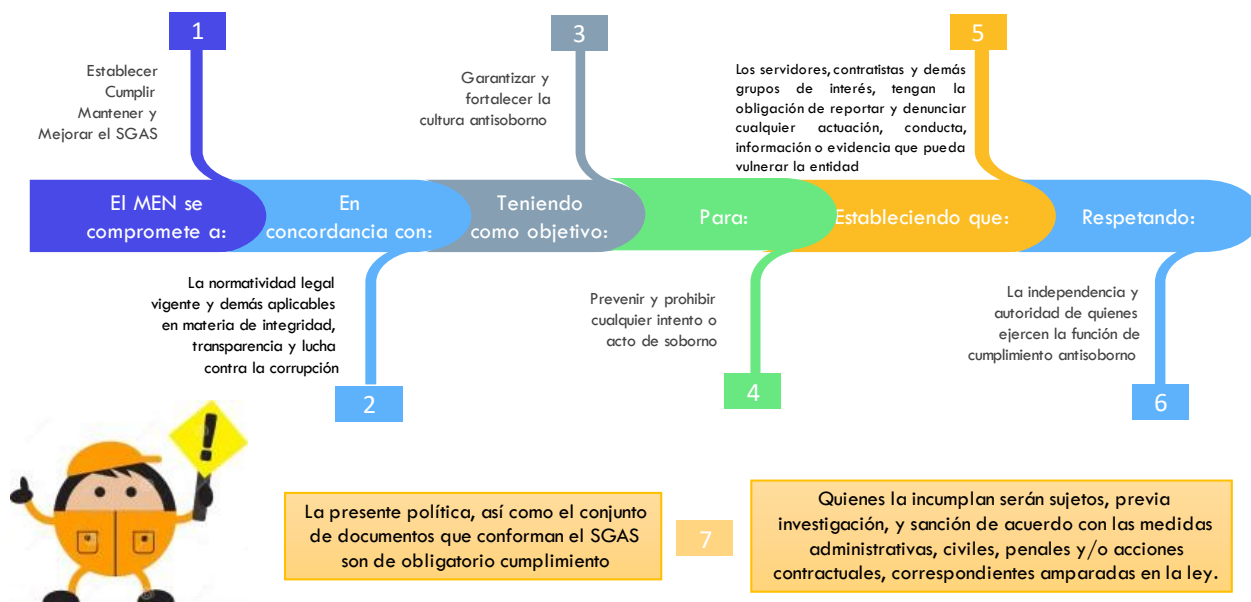 1
Establecer
Cumplir
Mantener y
Mejorar el SGAS
El MEN se
compromete a:
En
concordancia con:
La normatividad legal
vigente y demás aplicables
en materia de integridad,
transparencia y lucha
contra la corrupción
2
3
Garantizar y
fortalecer la
cultura antisoborno
Teniendo
como objetivo:
Para:
Prevenir y prohibir
cualquier intento o
acto de soborno
4
5
Los servidores, contratistas y demás
grupos de interés, tengan la
obligación de reportar y denunciar
cualquier actuación, conducta,
información o evidencia que pueda
vulnerar la entidad
Estableciendo que:
Respetando:
La independencia y
autoridad de quienes
ejercen la función de
cumplimiento antisoborno
6
La presente política, así como el conjunto
de documentos que conforman el SGAS
son de obligatorio cumplimiento
7
Quienes la incumplan serán sujetos, previa
investigación, y sanción de acuerdo con las medidas
administrativas, civiles, penales y/o acciones
contractuales, correspondientes amparadas en la ley.